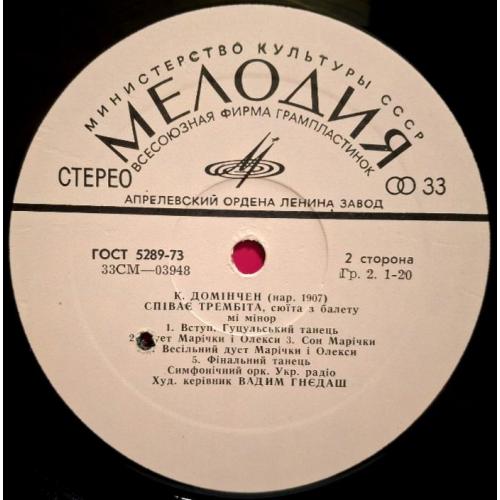 МИНИСТЕРСТВО КУЛЬТУРЫ СССР
МЕЛОДИЯ
ВСЕСОЮЗНАЯ ФИРМА ГРАМПЛАСТИНОК
СТЕРЕО 33
АПРЕЛЕВСКИЙ ОРДЕНА ЛЕНИНА ЗАВОД
ГОСТ 5289-73 2 сторона
33СМ—03948 Гр. 2. 1-20
К. ДОМІНЧЕН (нар. 1907)
СПІВАЄ ТРЕМБІТА, сюїта з балету
мі мінор
1. Вступ. Гуцульський танець
2. Марічки і Олекси 3. Сон Марічки
Весільний дует Марічки і Олекси
5. Фінальний танець
Симфонічний орк. Укр. радіо
Худ. керівник ВАДИМ ГНЄДАШ